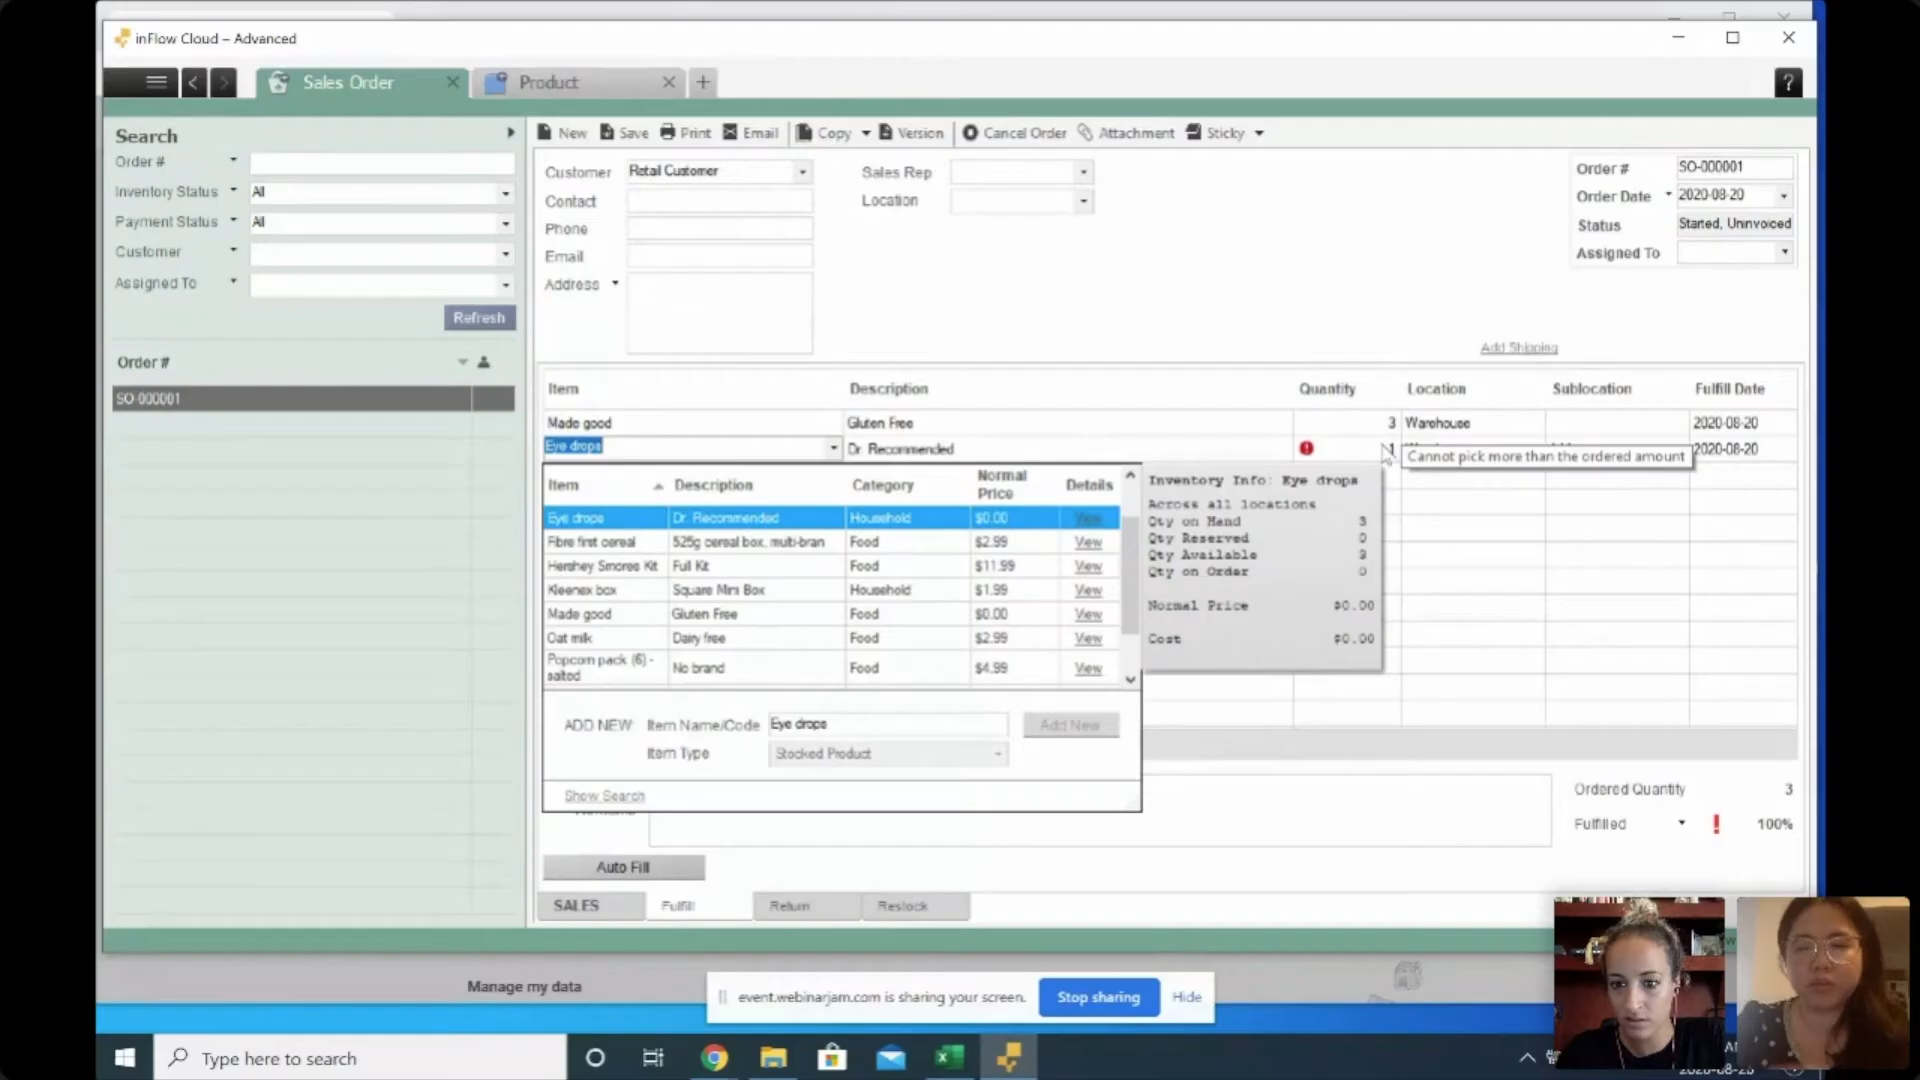 inFlow Cloud – Advanced
Sales Order
Product
?
Search
Order #
Inventory Status All
Payment Status All
Customer
Assigned To
Refresh
Order #
SO-000001
New Save Print Email Copy Version Cancel Order Attachment Sticky
Customer Retail Customer
Contact
Phone
Email
Address
Sales Rep
Location
Order # SO-000001
Order Date 2020-08-20
Status Started, Uninvoiced
Assigned To
Add Shipping
Item Description Quantity Location Sublocation Fulfill Date
Made good Gluten Free 3 Warehouse 2020-08-20
Eye drops Dr. Recommended 1 2020-08-20
Cannot pick more than the ordered amount
Item Description Category Normal Price Details
Eye drops Dr. Recommended Household $0.00 View
Fibre first cereal 525g cereal box, multi-bran Food $2.99 View
Hershey Smores Kit Full Kit Food $11.99 View
Kleenex box Square Mini Box Household $1.99 View
Made good Gluten Free Food $0.00 View
Oat milk Dairy free Food $2.99 View
Popcorn pack (6) - salted No brand Food $4.99 View
ADD NEW: Item Name/Code Eye drops Add New
Item Type Stocked Product
Show Search
Inventory Info: Eye drops
Across all locations
Qty on Hand 3
Qty Reserved 0
Qty Available 3
Qty on Order 0
Normal Price $0.00
Cost $0.00
Ordered Quantity 3
Fulfilled 100%
Auto Fill
SALES Fulfill Return Restock
Manage my data
event.webinarjam.com is sharing your screen. Stop sharing Hide
Type here to search